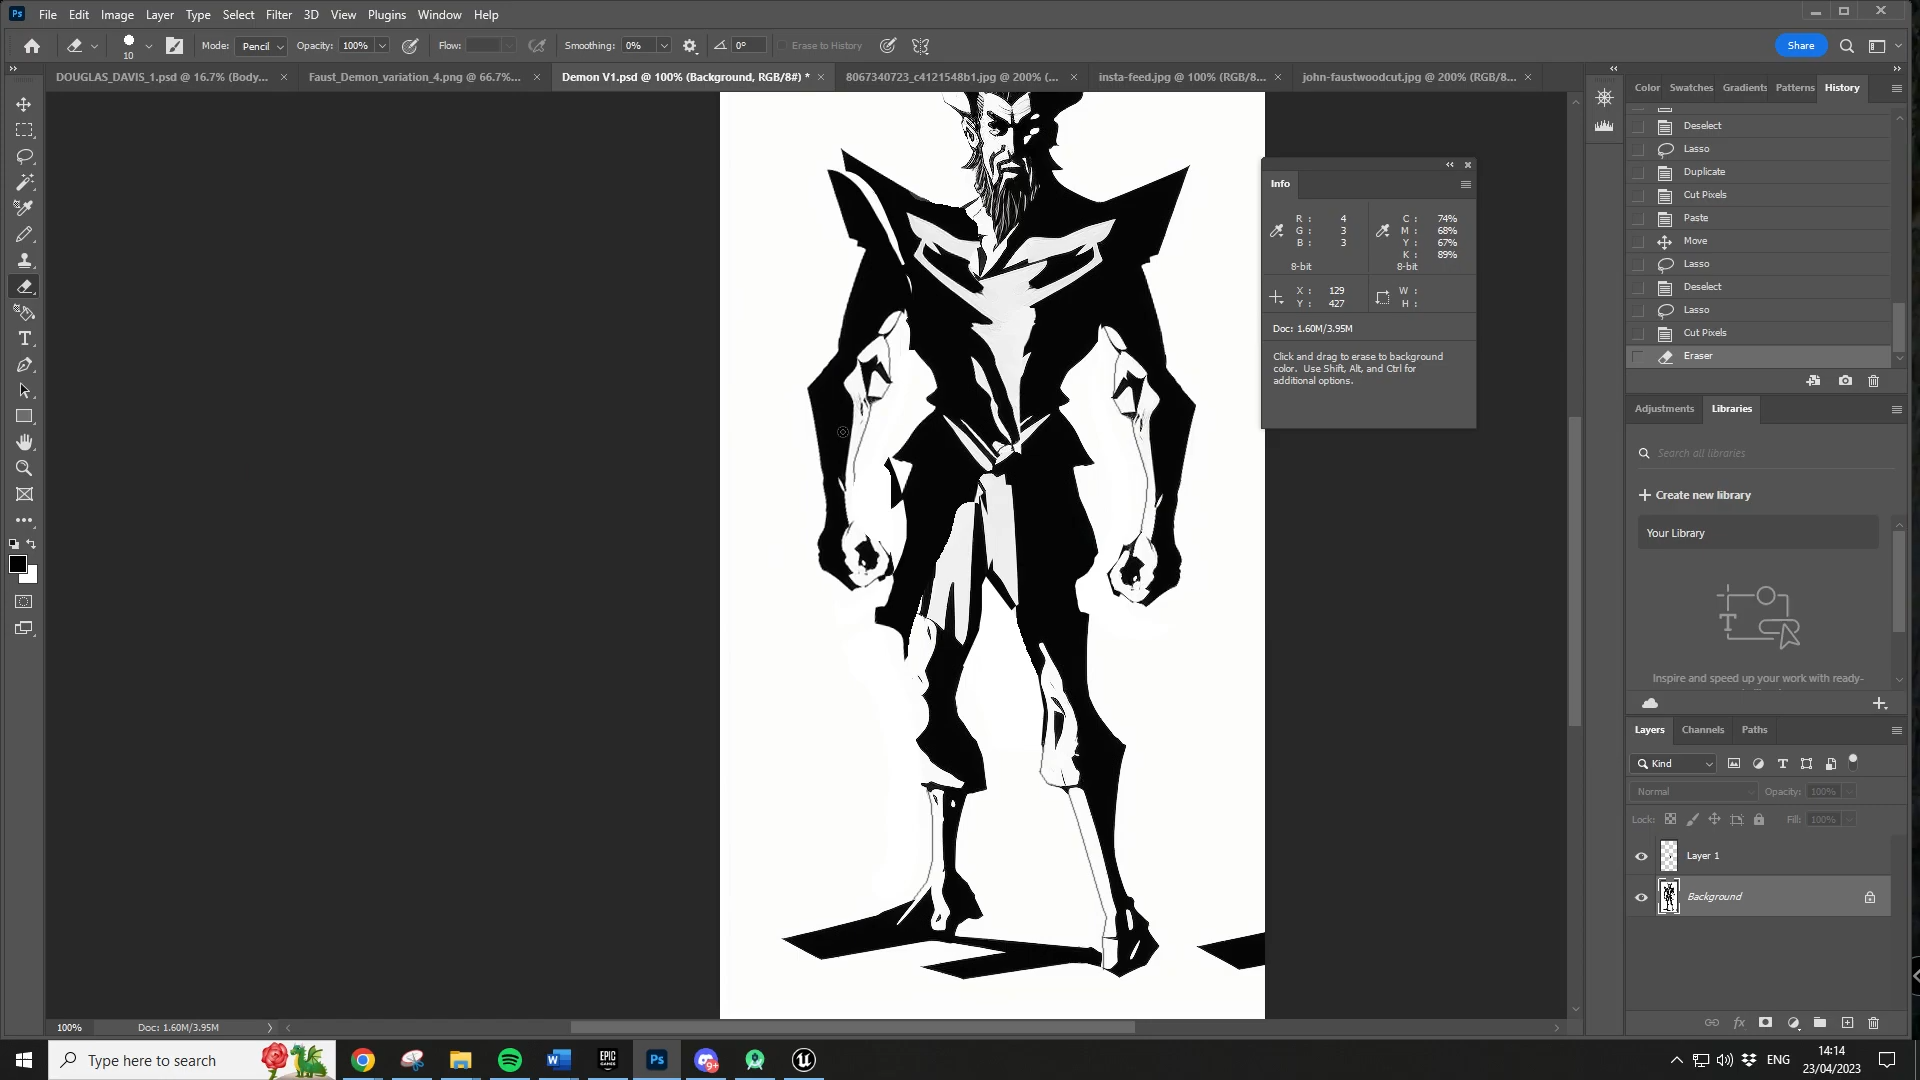 File Edit Image Layer Type Select Filter 3D View Plugins Window Help
10 Mode: Pencil Opacity: 100% Flow: Smoothing: 0% 0° Erase to History Share
DOUGLAS_DAVIS_1.psd @ 16.7% (Body... Faust_Demon_variation_4.png @ 66.7%... Demon V1.psd @ 100% (Background, RGB/8#) * 8067340723_c4121548b1.jpg @ 200% (... insta-feed.jpg @ 100% (RGB/8... john-faustwoodcut.jpg @ 200% (RGB/8...
Color Swatches Gradients Patterns History
Deselect
Lasso
Duplicate
Cut Pixels
Paste
Move
Lasso
Deselect
Lasso
Cut Pixels
Eraser
Info
R : 4 C : 74%
G : 3 M : 68%
B : 3 Y : 67%
K : 89%
8-bit 8-bit
X : 129 W :
Y : 427 H :
Doc: 1.60M/3.95M
Click and drag to erase to background
color. Use Shift, Alt, and Ctrl for
additional options.
Adjustments Libraries
Search all libraries
Create new library
Your Library
Inspire and speed up your work with ready-
Layers Channels Paths
Kind
Normal Opacity: 100%
Lock: Fill: 100%
Layer 1
Background
100% Doc: 1.60M/3.95M
Type here to search
EPIC GAMES
Ps
9+
ENG
14:14
23/04/2023